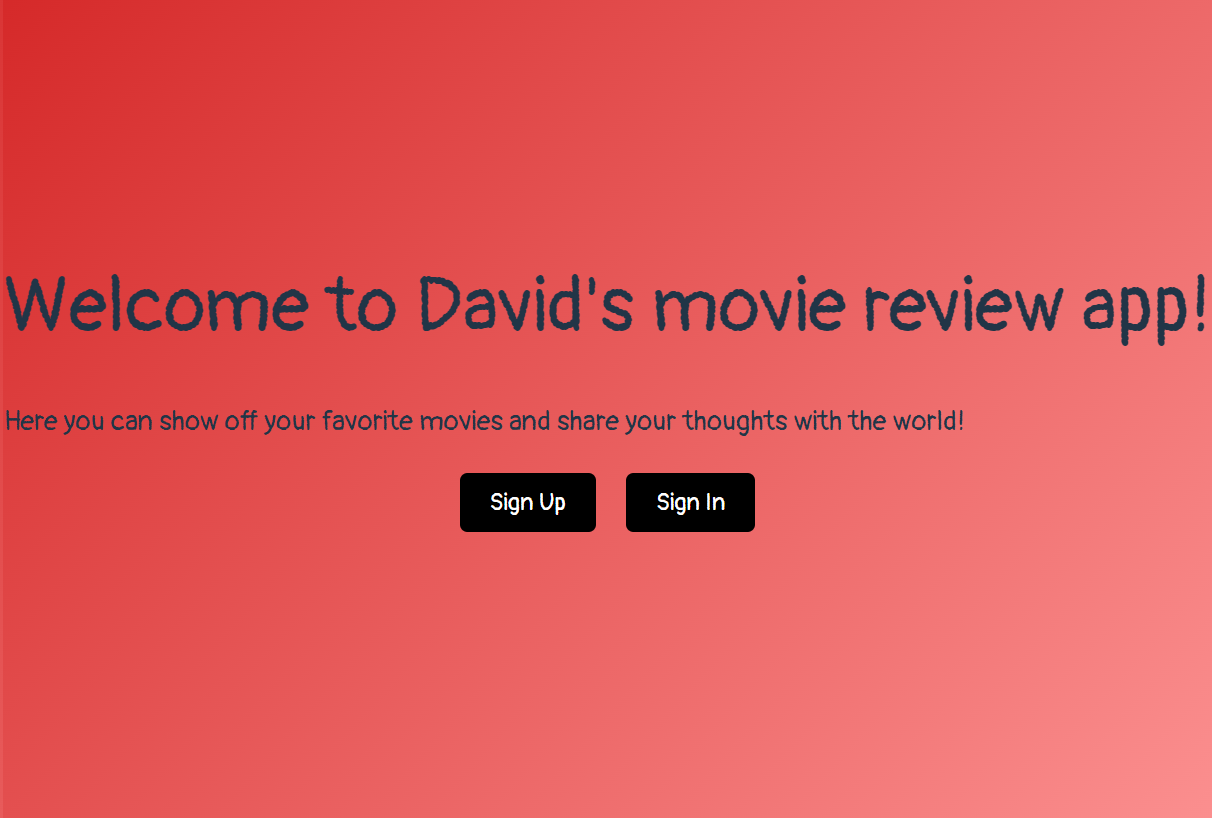 Welcome to David's movie review app!
Here you can show off your favorite movies and share your thoughts with the world!
Sign Up
Sign In